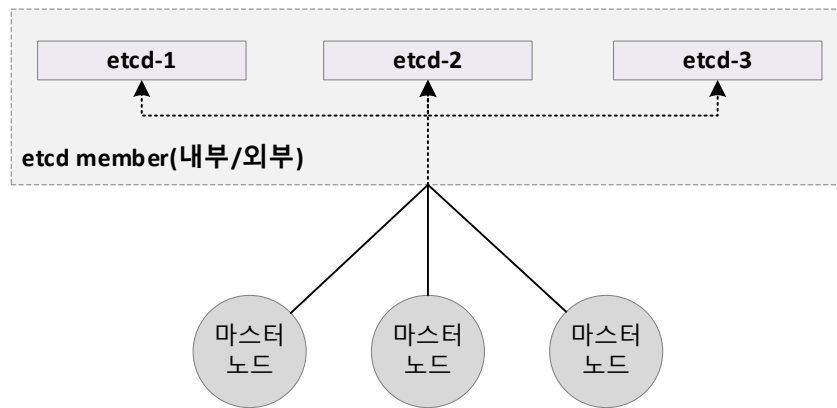 etcd-1
etcd-2
etcd-3
etcd member(내부/외부)
마스터
노드
마스터
노드
마스터
노드